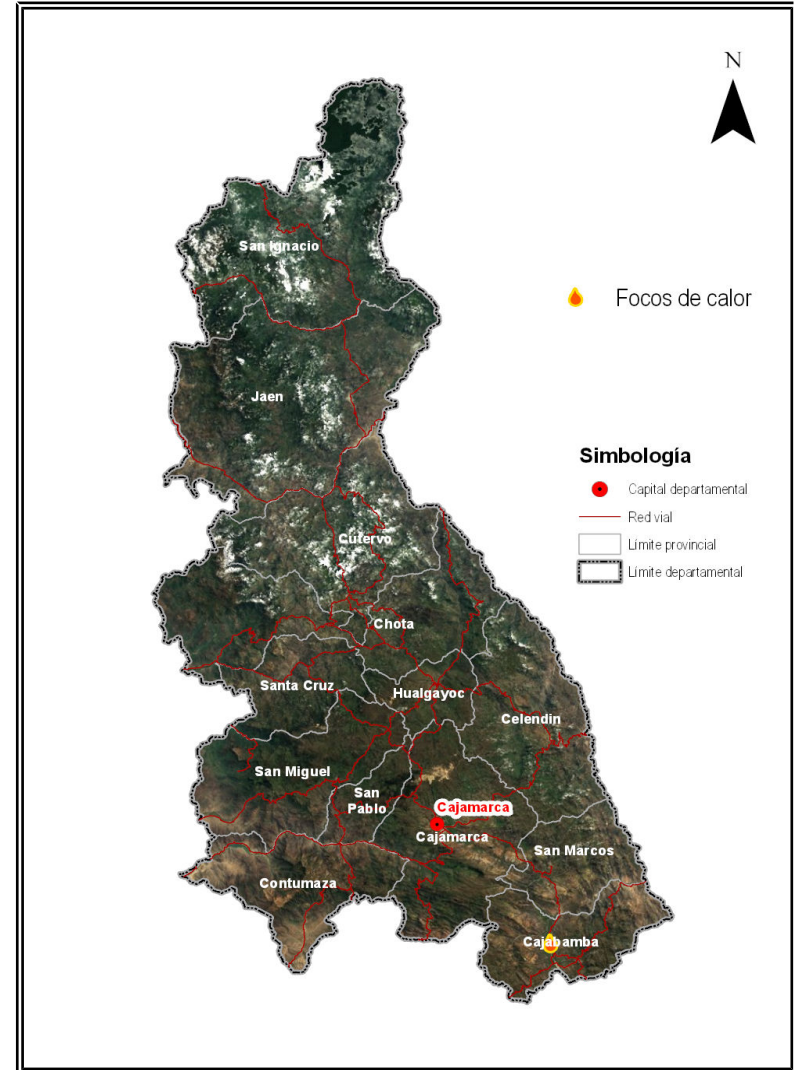 N
San Ignacio
Focos de calor
Jaen
Simbología
Capital departamental
Red vial
Límite provincial
Límite departamental
Cutervo
Chota
Santa Cruz
Hualgayoc
Celendin
San Miguel
San
Pablo
Cajamarca
Cajamarca
San Marcos
Contumaza
Cajabamba